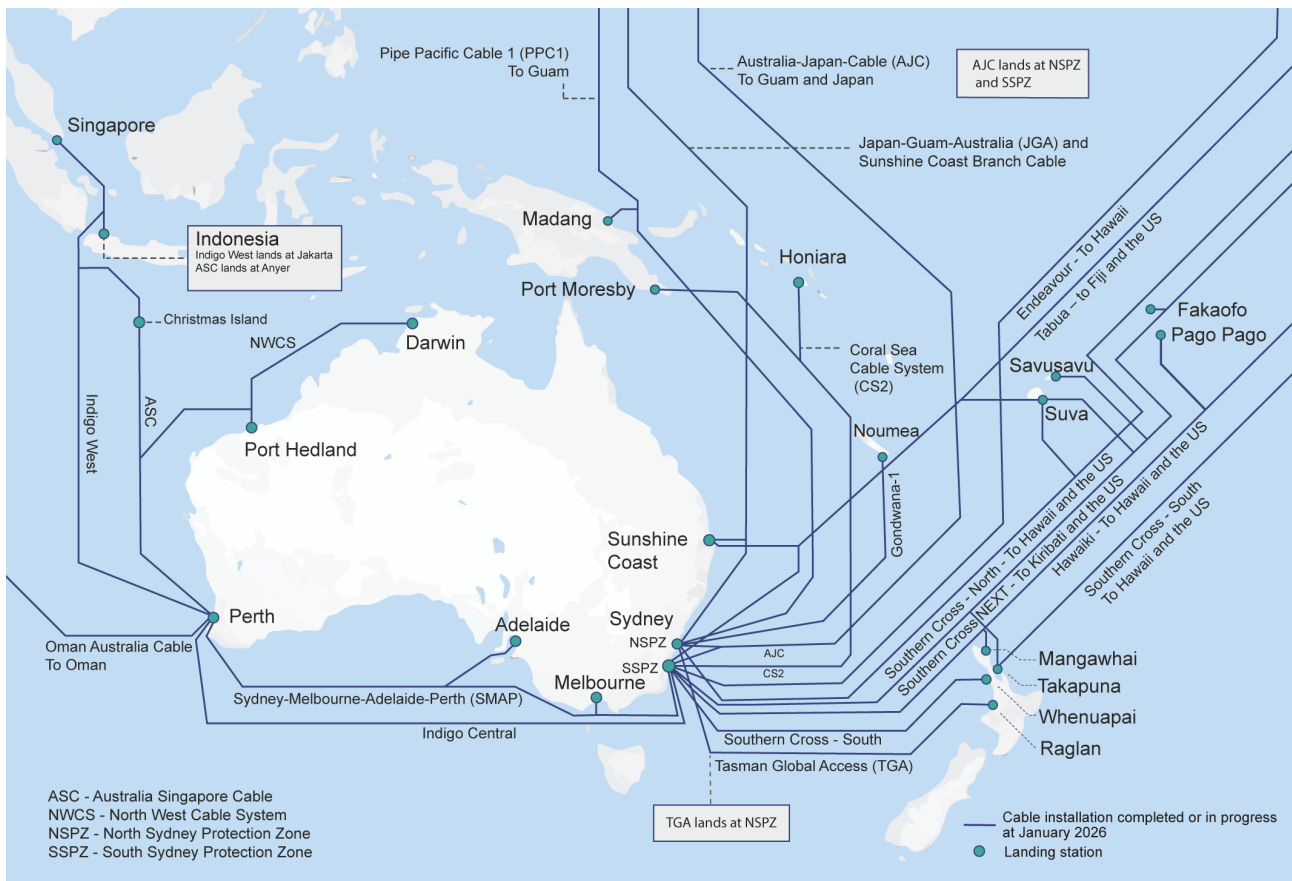 Pipe Pacific Cable 1 (PPC1)
To Guam
Australia-Japan-Cable (AJC)
To Guam and Japan
AJC lands at NSPZ
and SSPZ
Singapore
Japan-Guam-Australia (JGA) and
Sunshine Coast Branch Cable
Madang
Indonesia
Indigo West lands at Jakarta
ASC lands at Anyer
Honiara
Port Moresby
Endeavour - To Hawaii
Tabua – to Fiji and the US
Christmas Island
NWCS
Darwin
Fakaofo
Pago Pago
Coral Sea
Cable System
(CS2)
Savusavu
Suva
Indigo West
ASC
Port Hedland
Noumea
Gondwana-1
Sunshine
Coast
Southern Cross - North - To Hawaii and the US
Southern Cross NEXT - To Kiribati and the US
Hawaiki - To Hawaii and the US
Southern Cross - South
To Hawaii and the US
Perth
Adelaide
Sydney
NSPZ
SSPZ
AJC
CS2
Oman Australia Cable
To Oman
Melbourne
Sydney-Melbourne-Adelaide-Perth (SMAP)
Indigo Central
Southern Cross - South
Tasman Global Access (TGA)
Mangawhai
Takapuna
Whenuapai
Raglan
TGA lands at NSPZ
ASC - Australia Singapore Cable
NWCS - North West Cable System
NSPZ - North Sydney Protection Zone
SSPZ - South Sydney Protection Zone
Cable installation completed or in progress
at January 2026
Landing station